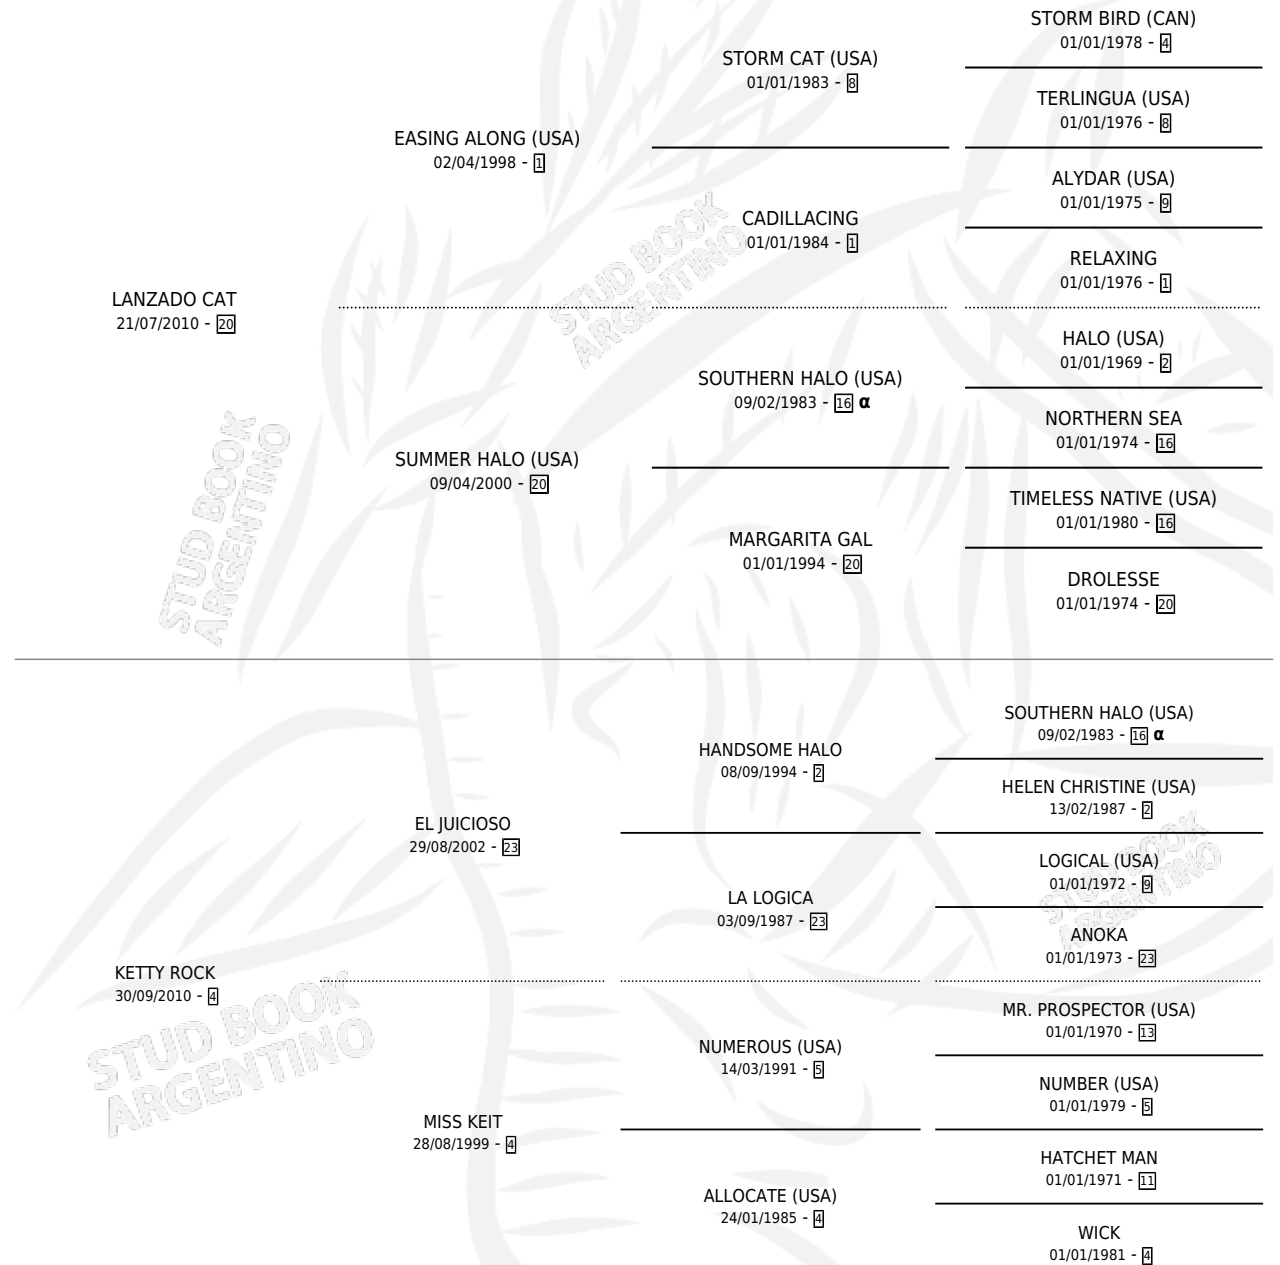 STORM BIRD (CAN)
01/01/1978 - 4
STORM CAT (USA)
01/01/1983 - 8
TERLINGUA (USA)
01/01/1976 - 8
EASING ALONG (USA)
02/04/1998 - 1
ALYDAR (USA)
01/01/1975 - 9
CADILLACING
01/01/1984 - 1
RELAXING
01/01/1976 - 1
LANZADO CAT
21/07/2010 - 20
HALO (USA)
01/01/1969 - 2
SOUTHERN HALO (USA)
09/02/1983 - 16 α
NORTHERN SEA
01/01/1974 - 16
SUMMER HALO (USA)
09/04/2000 - 20
TIMELESS NATIVE (USA)
01/01/1980 - 16
MARGARITA GAL
01/01/1994 - 20
DROLESSE
01/01/1974 - 20
SOUTHERN HALO (USA)
09/02/1983 - 16 α
HANDSOME HALO
08/09/1994 - 2
HELEN CHRISTINE (USA)
13/02/1987 - 2
EL JUICIOSO
29/08/2002 - 23
LOGICAL (USA)
01/01/1972 - 9
LA LOGICA
03/09/1987 - 23
ANOKA
01/01/1973 - 23
KETTY ROCK
30/09/2010 - 4
MR. PROSPECTOR (USA)
01/01/1970 - 13
NUMEROUS (USA)
14/03/1991 - 5
NUMBER (USA)
01/01/1979 - 5
MISS KEIT
28/08/1999 - 4
HATCHET MAN
01/01/1971 - 11
ALLOCATE (USA)
24/01/1985 - 4
WICK
01/01/1981 - 4
STUD BOOK
ARGENTINO
STUD BOOK
ARGENTINO
STUD BOOK
ARGENTINO
STUD BOOK
ARGENTINO